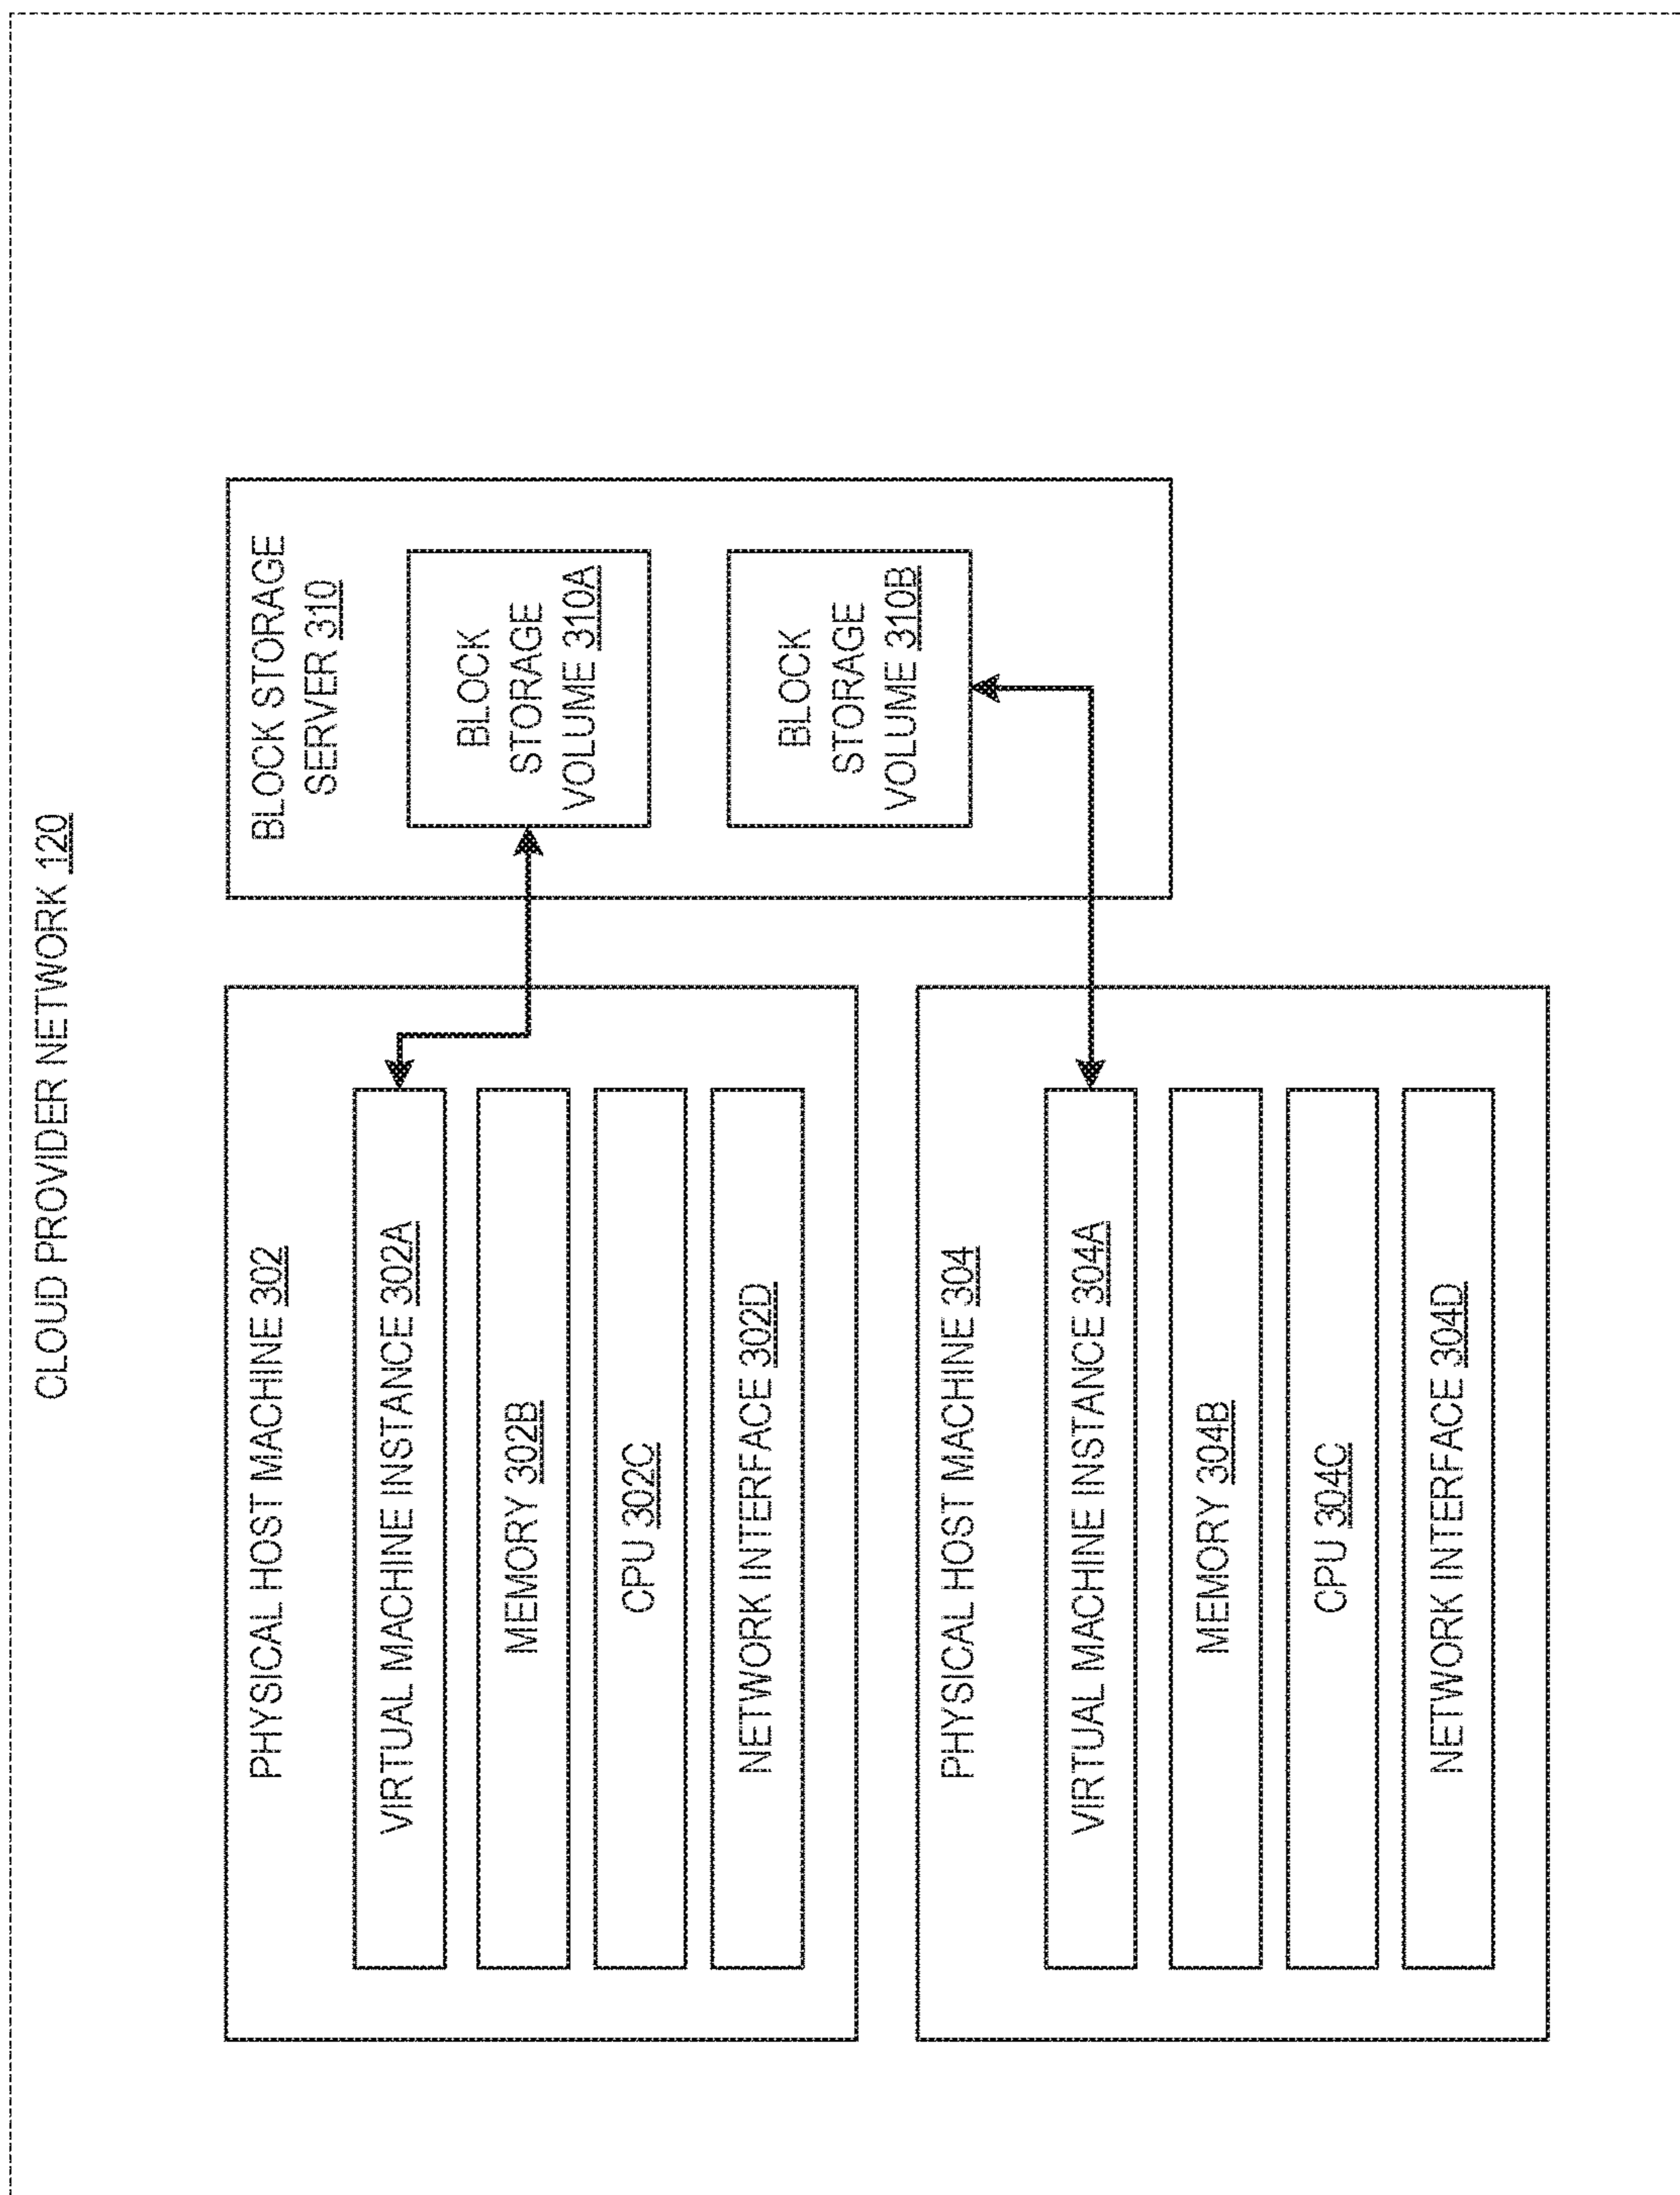 CLOUD PROVIDER NETWORK 120
PHYSICAL HOST MACHINE 302
VIRTUAL MACHINE INSTANCE 302A
MEMORY 302B
CPU 302C
NETWORK INTERFACE 302D
PHYSICAL HOST MACHINE 304
VIRTUAL MACHINE INSTANCE 304A
MEMORY 304B
CPU 304C
NETWORK INTERFACE 304D
BLOCK STORAGE
SERVER 310
BLOCK
STORAGE
VOLUME 310A
BLOCK
STORAGE
VOLUME 310B